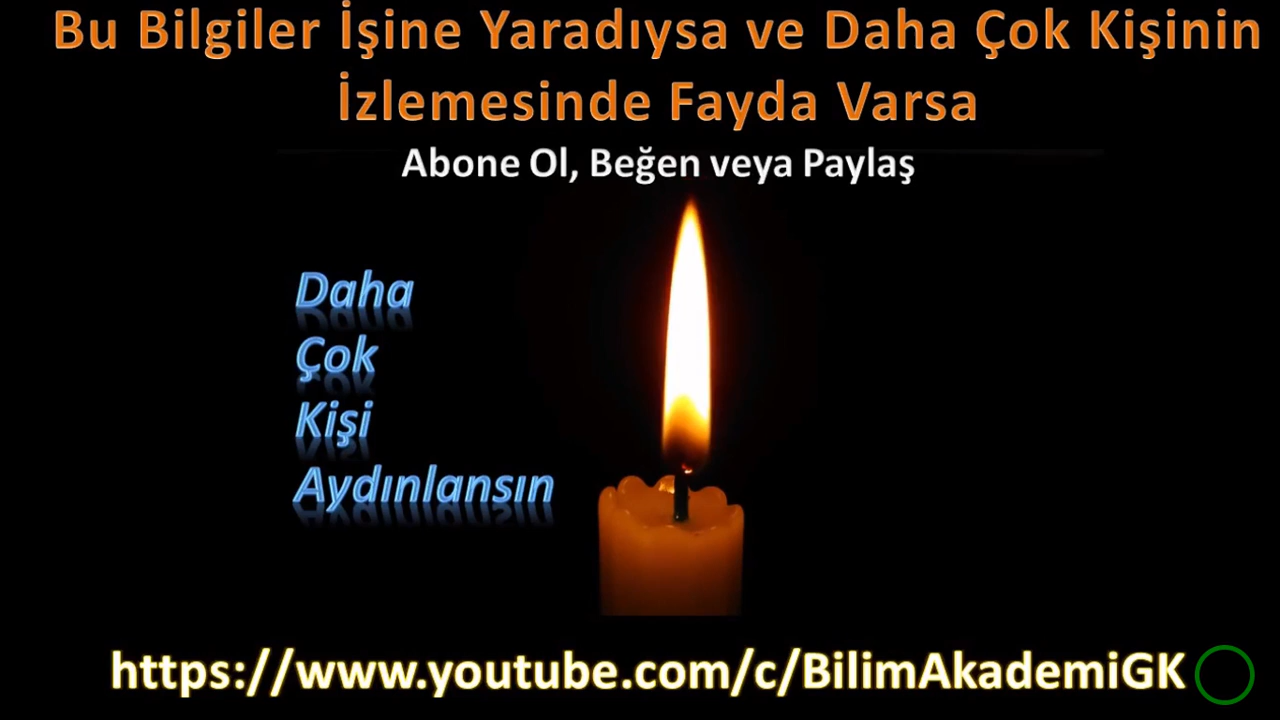 Bu Bilgiler İşine Yaradıysa ve Daha Çok Kişinin
İzlemesinde Fayda Varsa
Abone Ol, Beğen veya Paylaş
Daha
Çok
Kişi
Aydınlansın
https://www.youtube.com/c/BilimAkademiGK